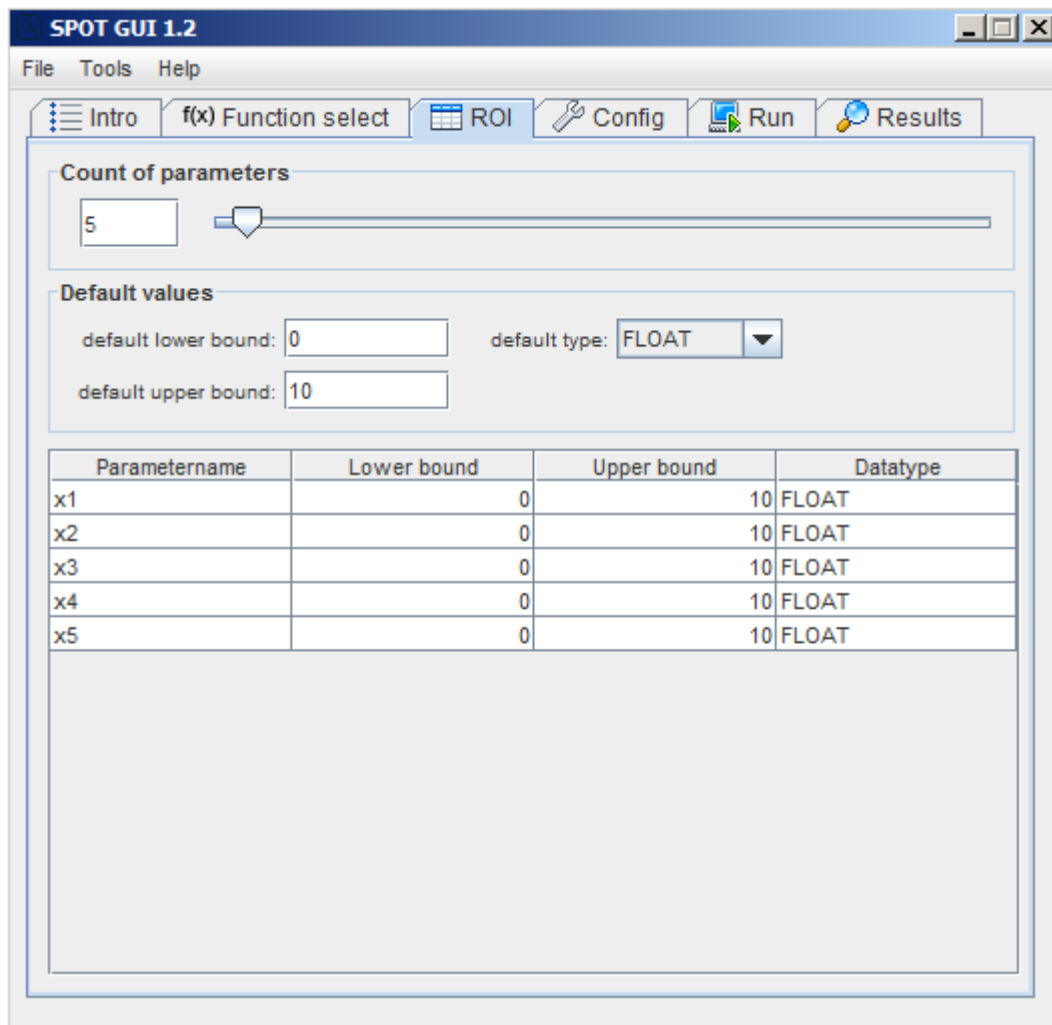 SPOT GUI 1.2
File Tools Help
Intro f(x) Function select ROI Config Run Results
Count of parameters
5
Default values
default lower bound: 0 default type: FLOAT
default upper bound: 10
Parametername Lower bound Upper bound Datatype
x1 0 10 FLOAT
x2 0 10 FLOAT
x3 0 10 FLOAT
x4 0 10 FLOAT
x5 0 10 FLOAT